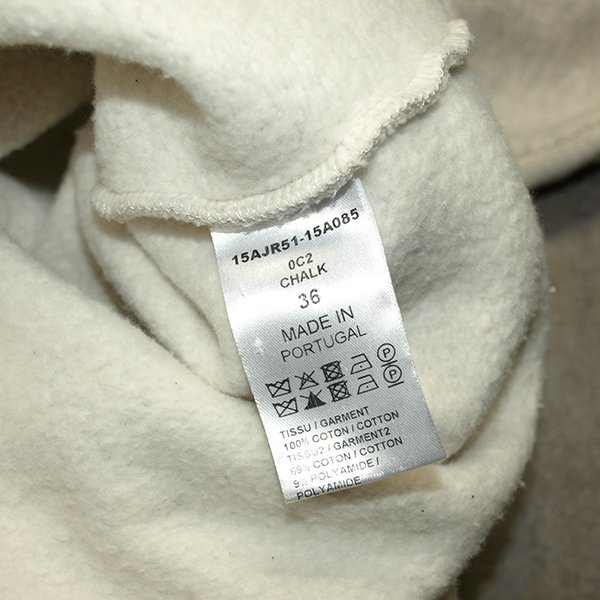 15AJR51-15A085
0C2
CHALK
36
MADE IN
PORTUGAL
P
P
TISSU / GARMENT
100% COTON / COTTON
TISSU2 / GARMENT2
COTON / COTTON
9% POLYAMIDE /
POLYAMIDE